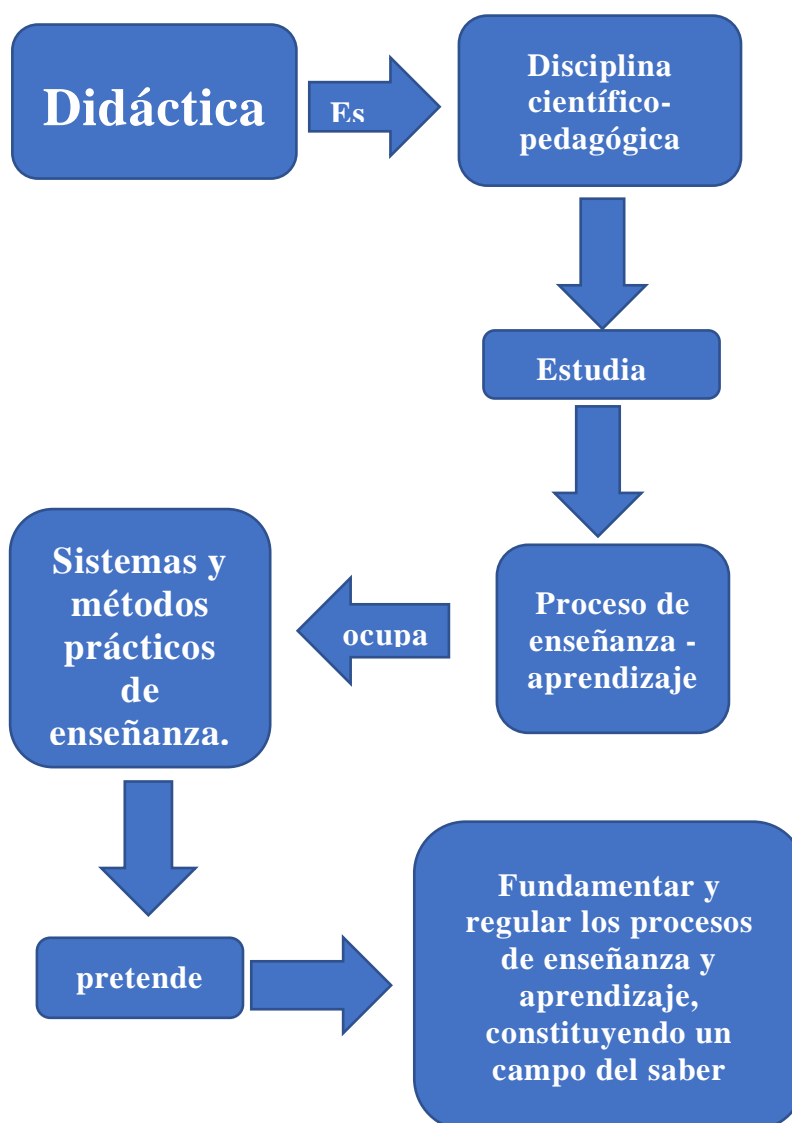 Didáctica
Es
Disciplina
científico-
pedagógica
Estudia
Proceso de
enseñanza -
aprendizaje
ocupa
Sistemas y
métodos
prácticos
de
enseñanza.
pretende
Fundamentar y
regular los procesos
de enseñanza y
aprendizaje,
constituyendo un
campo del saber